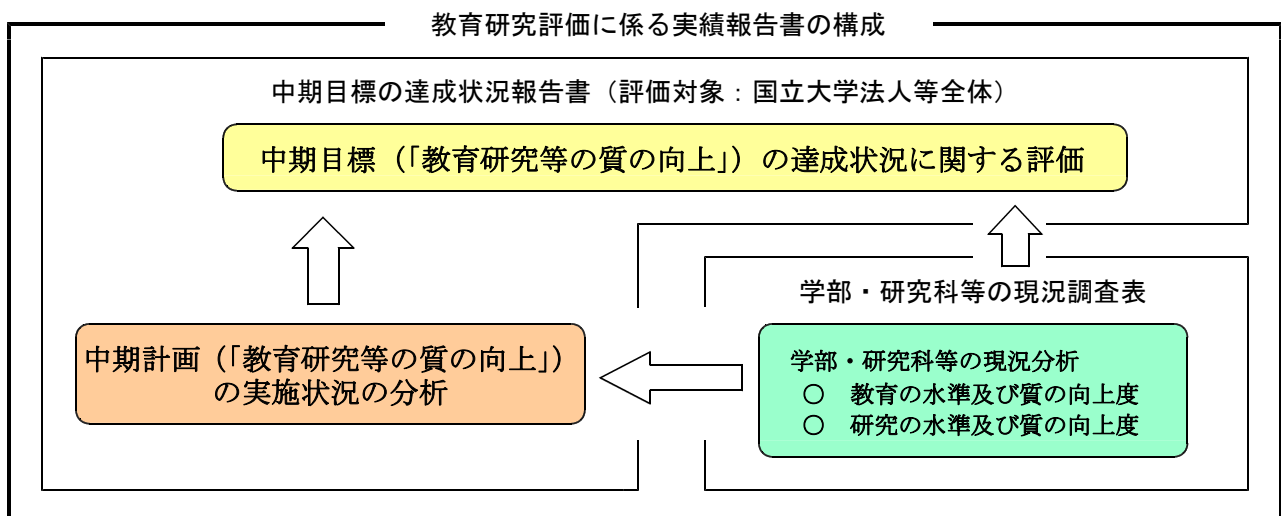 教育研究評価に係る実績報告書の構成
中期目標の達成状況報告書（評価対象：国立大学法人等全体）
中期目標（「教育研究等の質の向上」）の達成状況に関する評価
学部・研究科等の現況調査表
中期計画（「教育研究等の質の向上」）
の実施状況の分析
学部・研究科等の現況分析
○　教育の水準及び質の向上度
○　研究の水準及び質の向上度